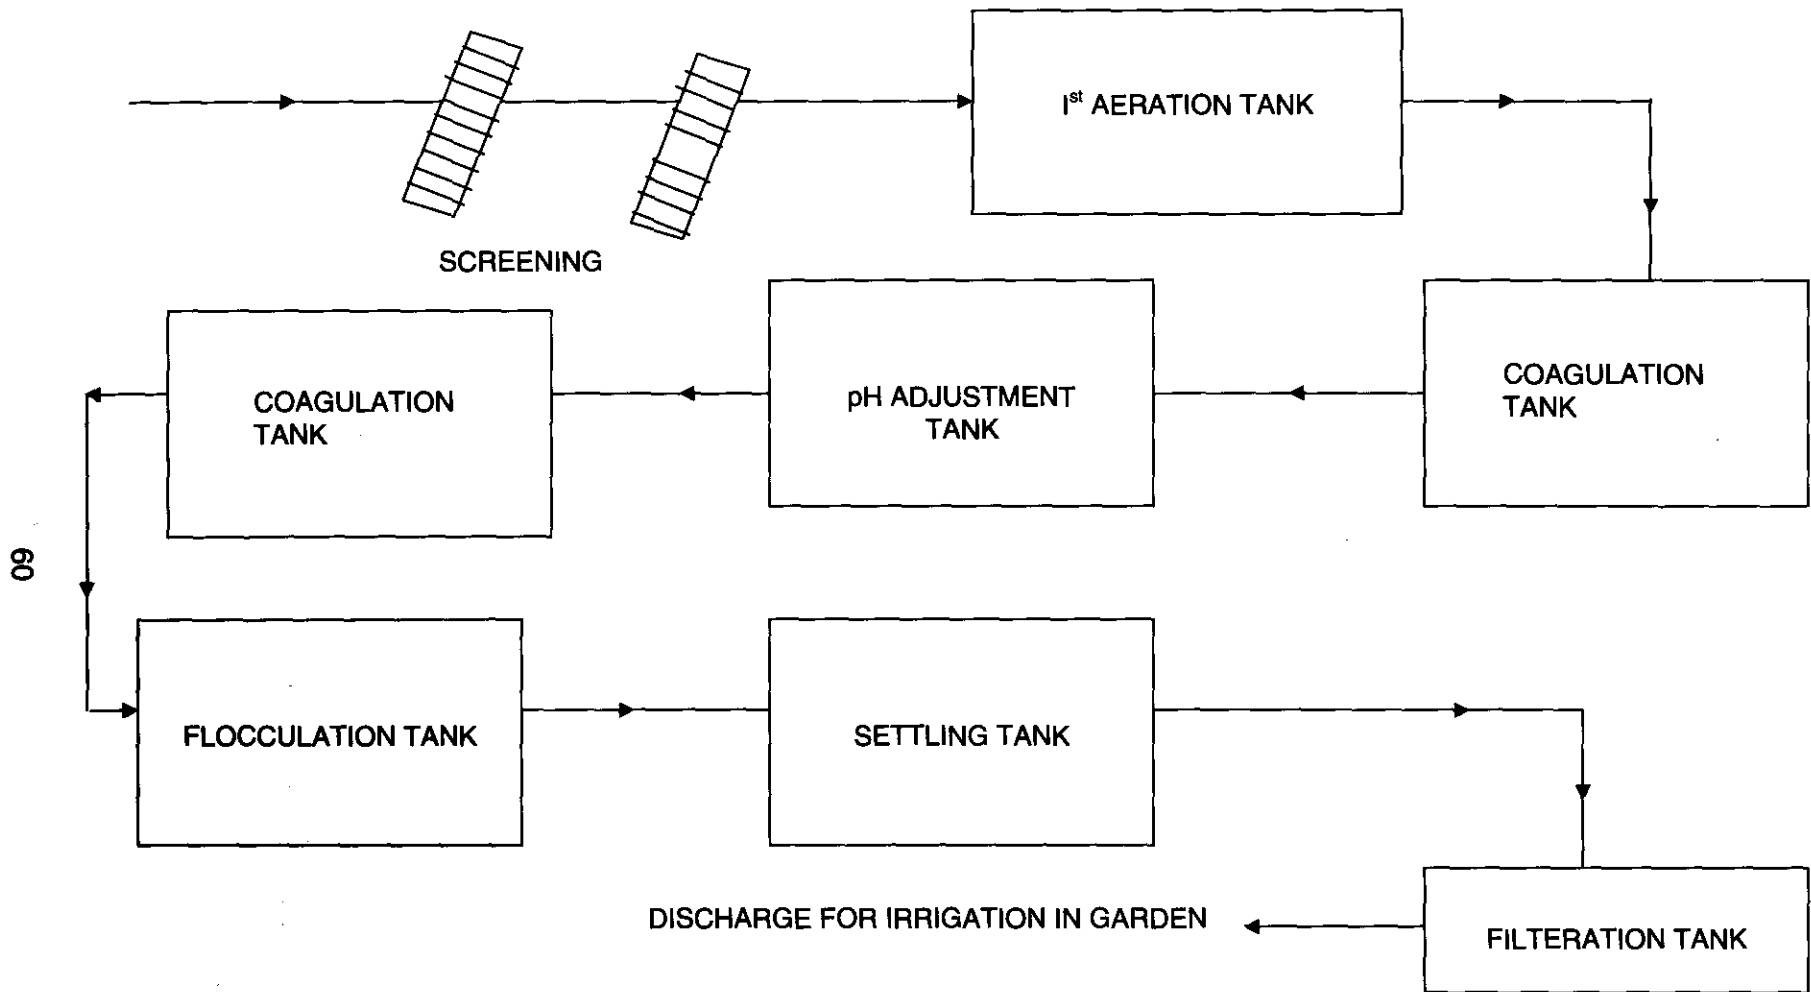 Iˢᵗ AERATION TANK
SCREENING
COAGULATION
TANK
pH ADJUSTMENT
TANK
COAGULATION
TANK
60
FLOCCULATION TANK
SETTLING TANK
DISCHARGE FOR IRRIGATION IN GARDEN
FILTERATION TANK